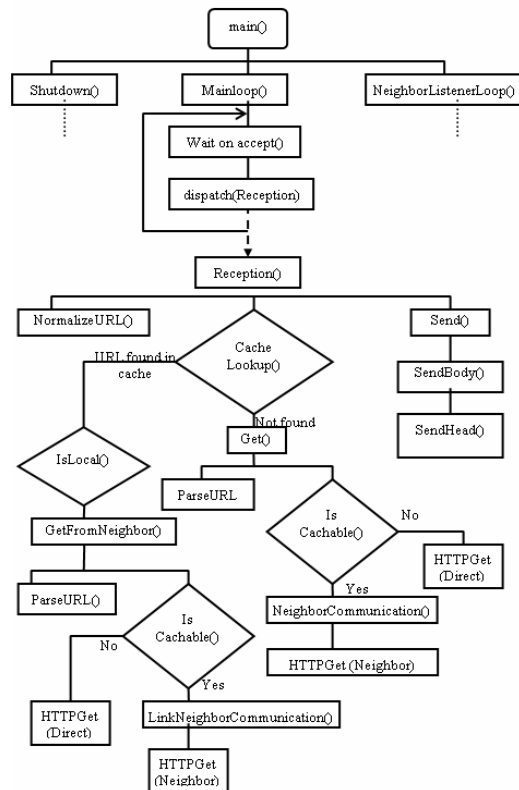 main()
Shutdown()
Mainloop()
NeighborListenerLoop()
Wait on accept()
dispatch(Reception)
Reception()
NormalizeURL()
Send()
Cache
Lookup()
URL found in
cache
SendBody()
Not found
SendHead()
Get()
IsLocal()
ParseURL
Is
Cachable()
No
GetFromNeighbor()
HTTPGet
(Direct)
Yes
ParseURL()
NeighborCommunication()
Is
Cachable()
No
HTTPGet (Neighbor)
Yes
HTTPGet
(Direct)
LinkNeighborCommunication()
HTTPGet
(Neighbor)